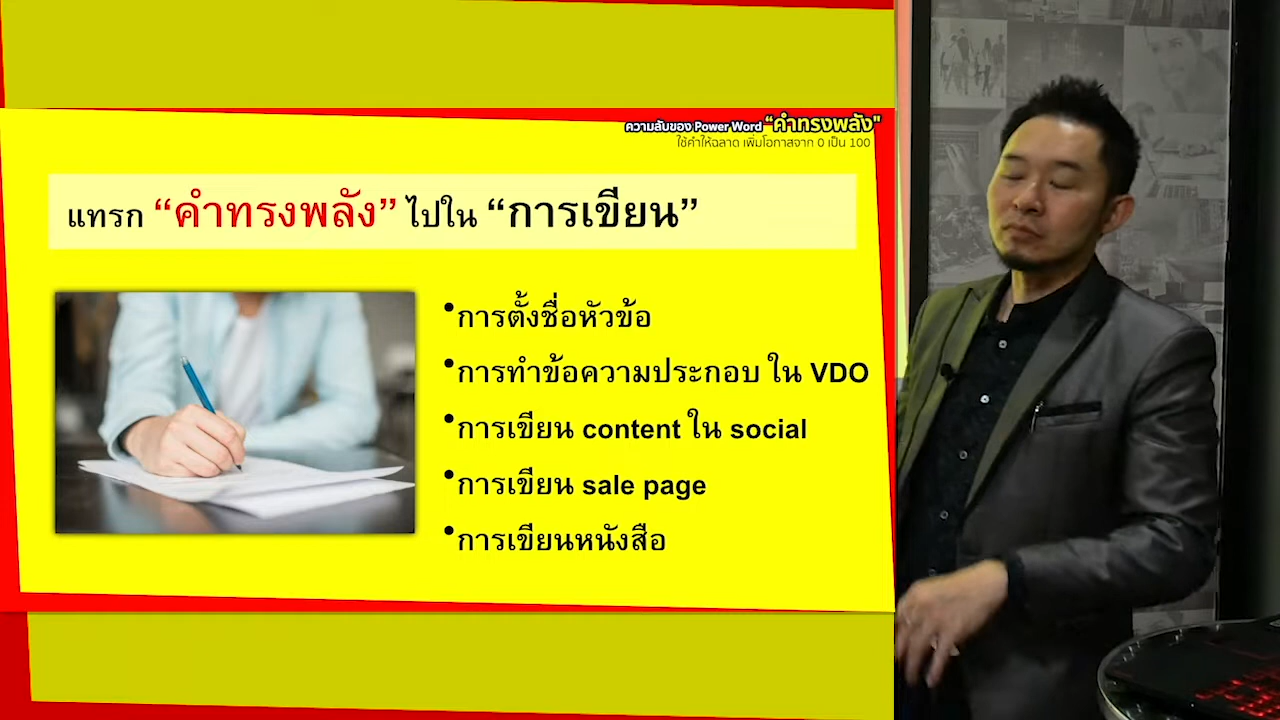 ความลับของ Power Word "คำทรงพลัง"
ใช้คำให้ฉลาด เพิ่มโอกาสจาก 0 เป็น 100
แทรก “คำทรงพลัง” ไปใน “การเขียน”
•การตั้งชื่อหัวข้อ
•การทำข้อความประกอบ ใน VDO
•การเขียน content ใน social
•การเขียน sale page
•การเขียนหนังสือ